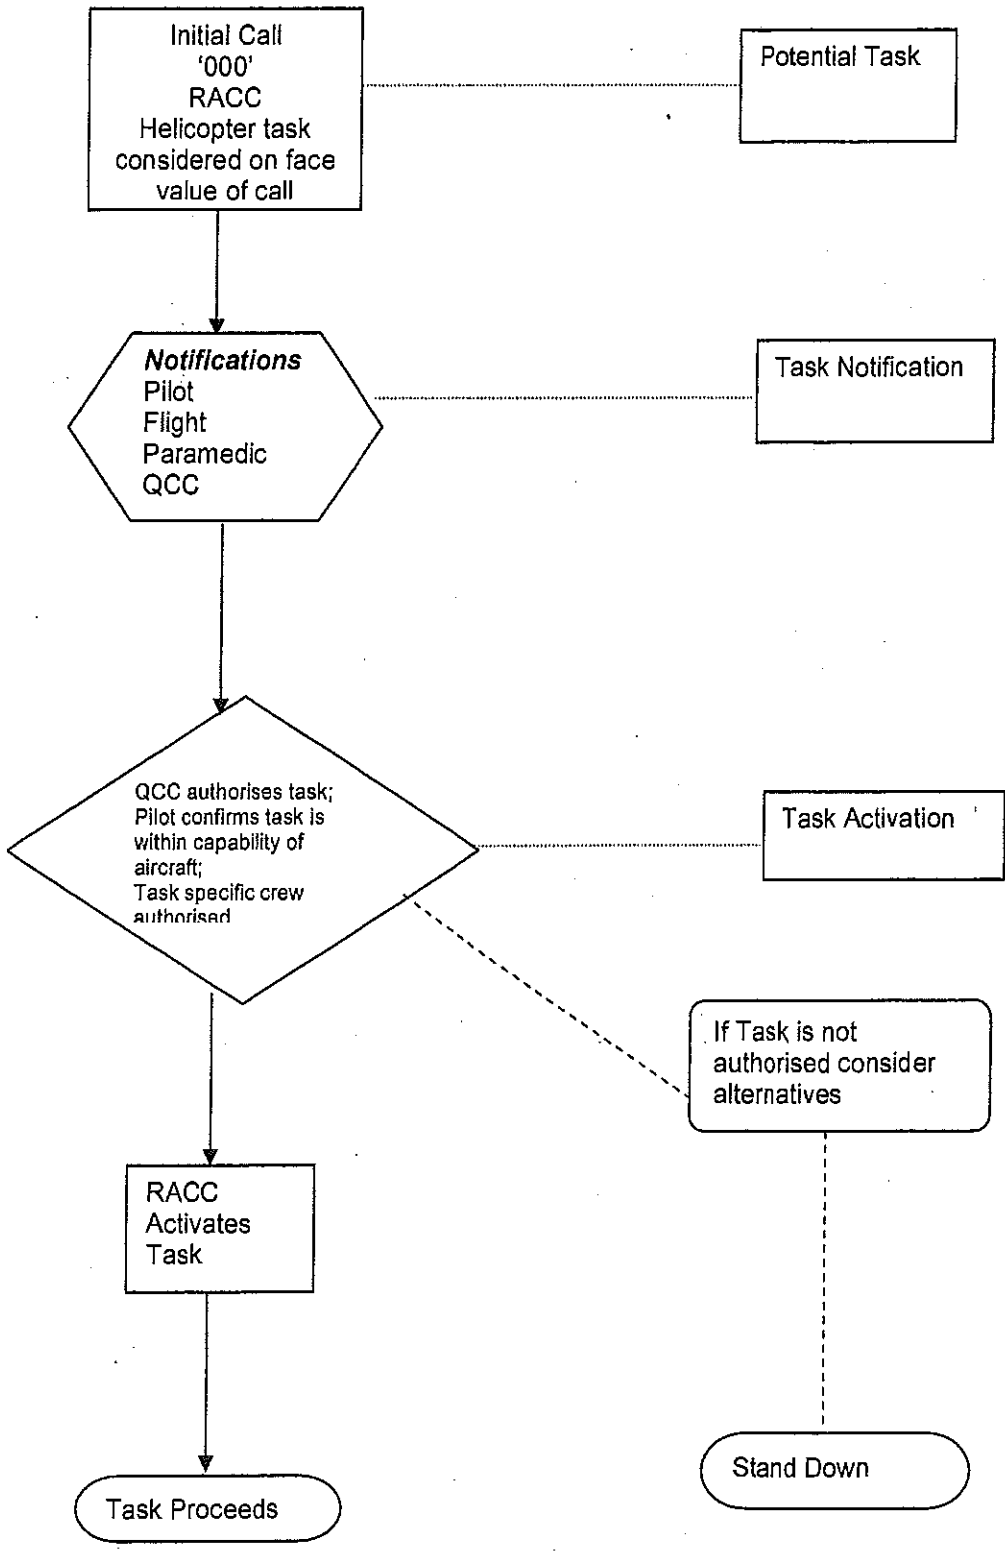 Initial Call
‘000’
RACC
Helicopter task
considered on face
value of call
Potential Task
Notifications
Pilot
Flight
Paramedic
QCC
Task Notification
QCC authorises task;
Pilot confirms task is
within capability of
aircraft;
Task specific crew
authorised
Task Activation
If Task is not
authorised consider
alternatives
RACC
Activates
Task
Stand Down
Task Proceeds